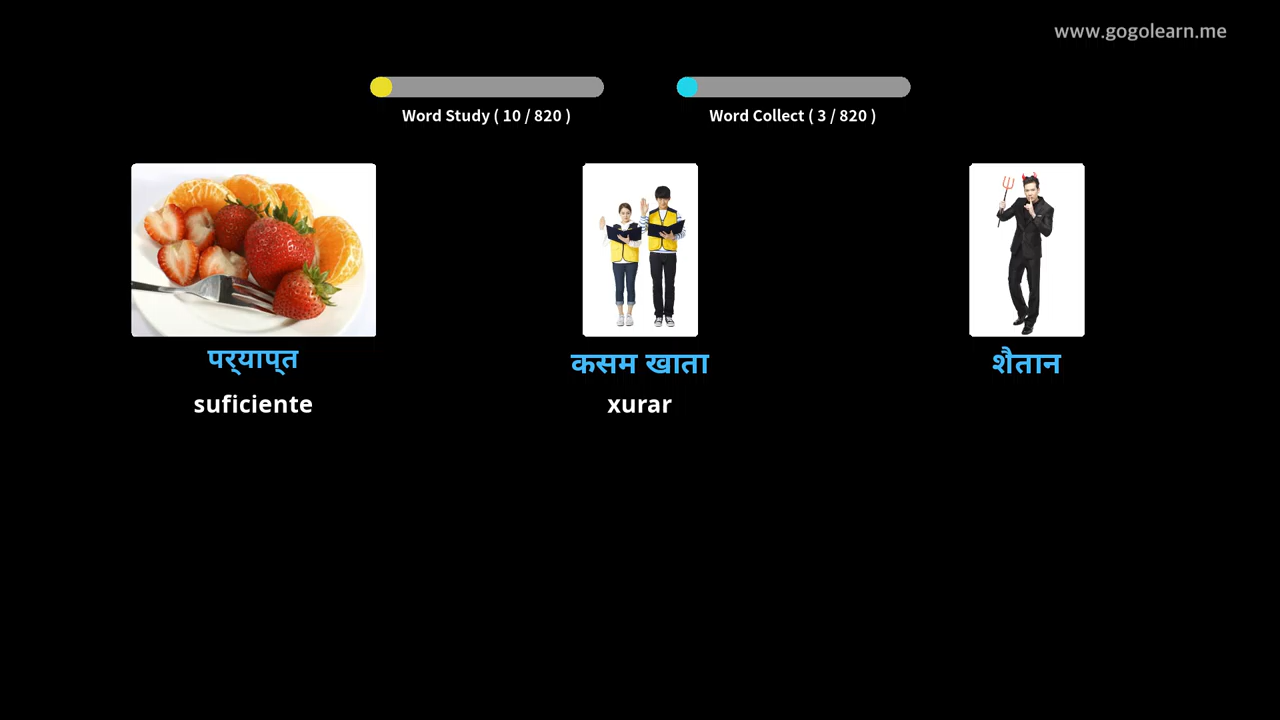 www.gogolearn.me
Word Study ( 10 / 820 )
Word Collect ( 3 / 820 )
पर्याप्त
कसम खाता
शैतान
suficiente
xurar